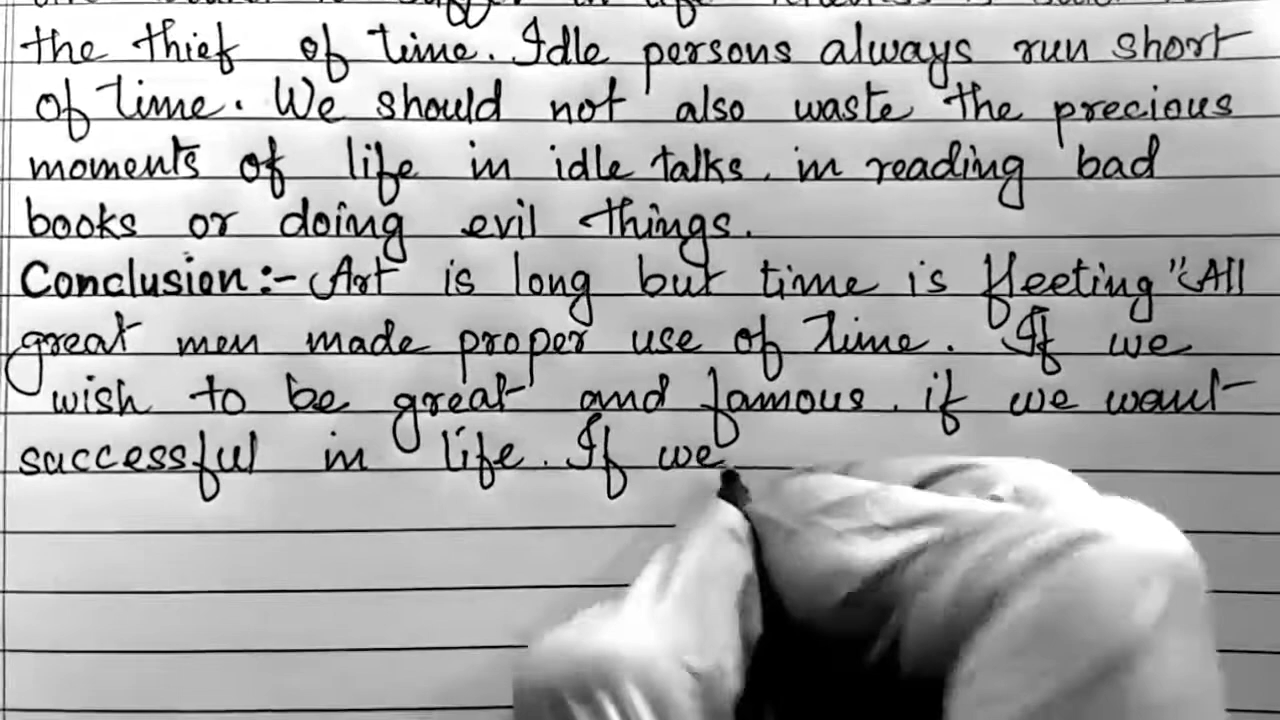 the thief of time. Idle persons always run short
of time. We should not also waste the precious
moments of life in idle talks, in reading bad
books or doing evil things.
Conclusion:- Art is long but time is fleeting" All
great men made proper use of time. If we
wish to be great and famous. if we want
successful in life. If we